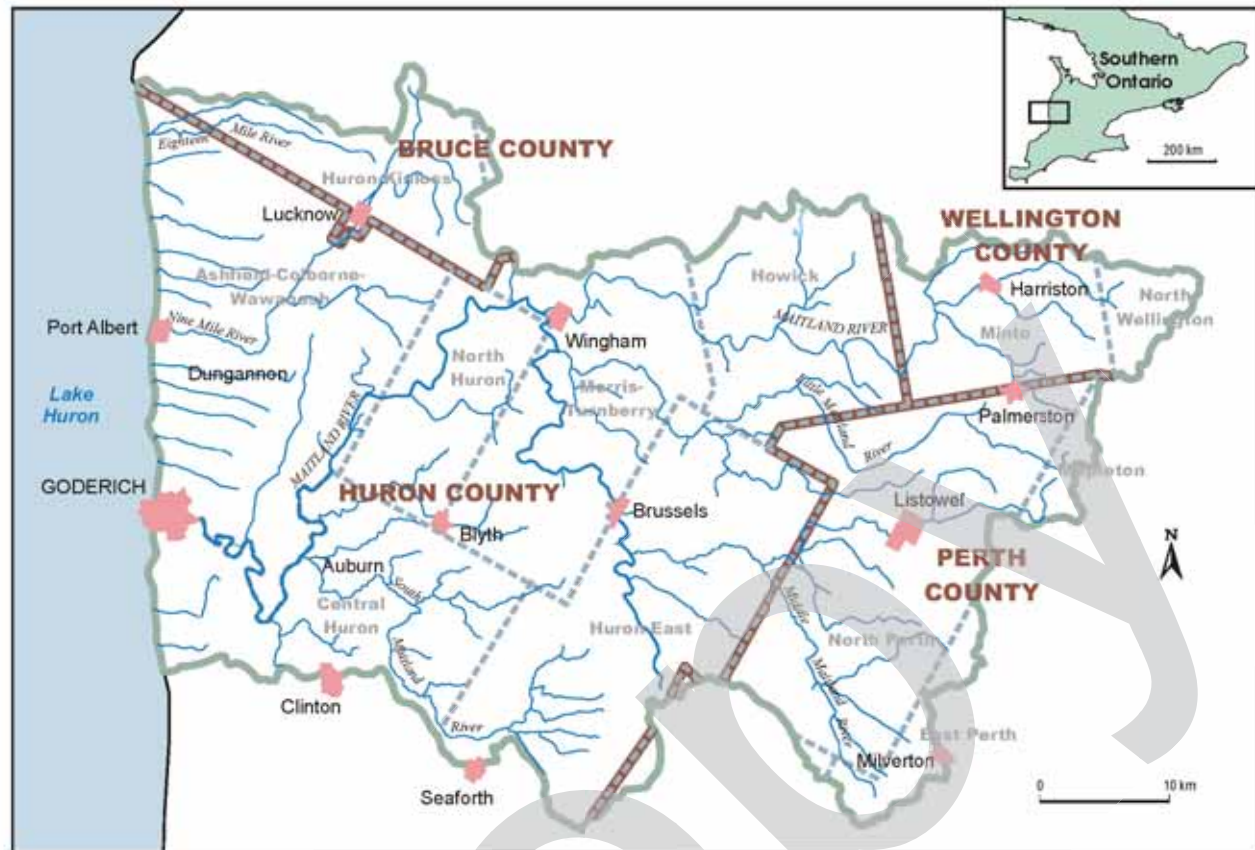 Southern
Ontario
200 km
Eighteen Mile River
BRUCE COUNTY
Huron-Kinloss
Lucknow
WELLINGTON
COUNTY
Howick
Harriston
North
Wellington
Ashfield-Colborne-
Wawanosh
Port Albert
Nine Mile River
Wingham
MAITLAND RIVER
Minto
North
Huron
Morris-
Turnberry
Dungannon
Lake
Huron
Little Maitland
River
Palmerston
MAITLAND RIVER
Mapleton
GODERICH
HURON COUNTY
Blyth
Brussels
Listowel
N
PERTH
COUNTY
Auburn
South
Maitland
River
Central
Huron
Huron East
Middle
Maitland River
North Perth
Clinton
East Perth
Milverton
Seaforth
0
10 km
copy